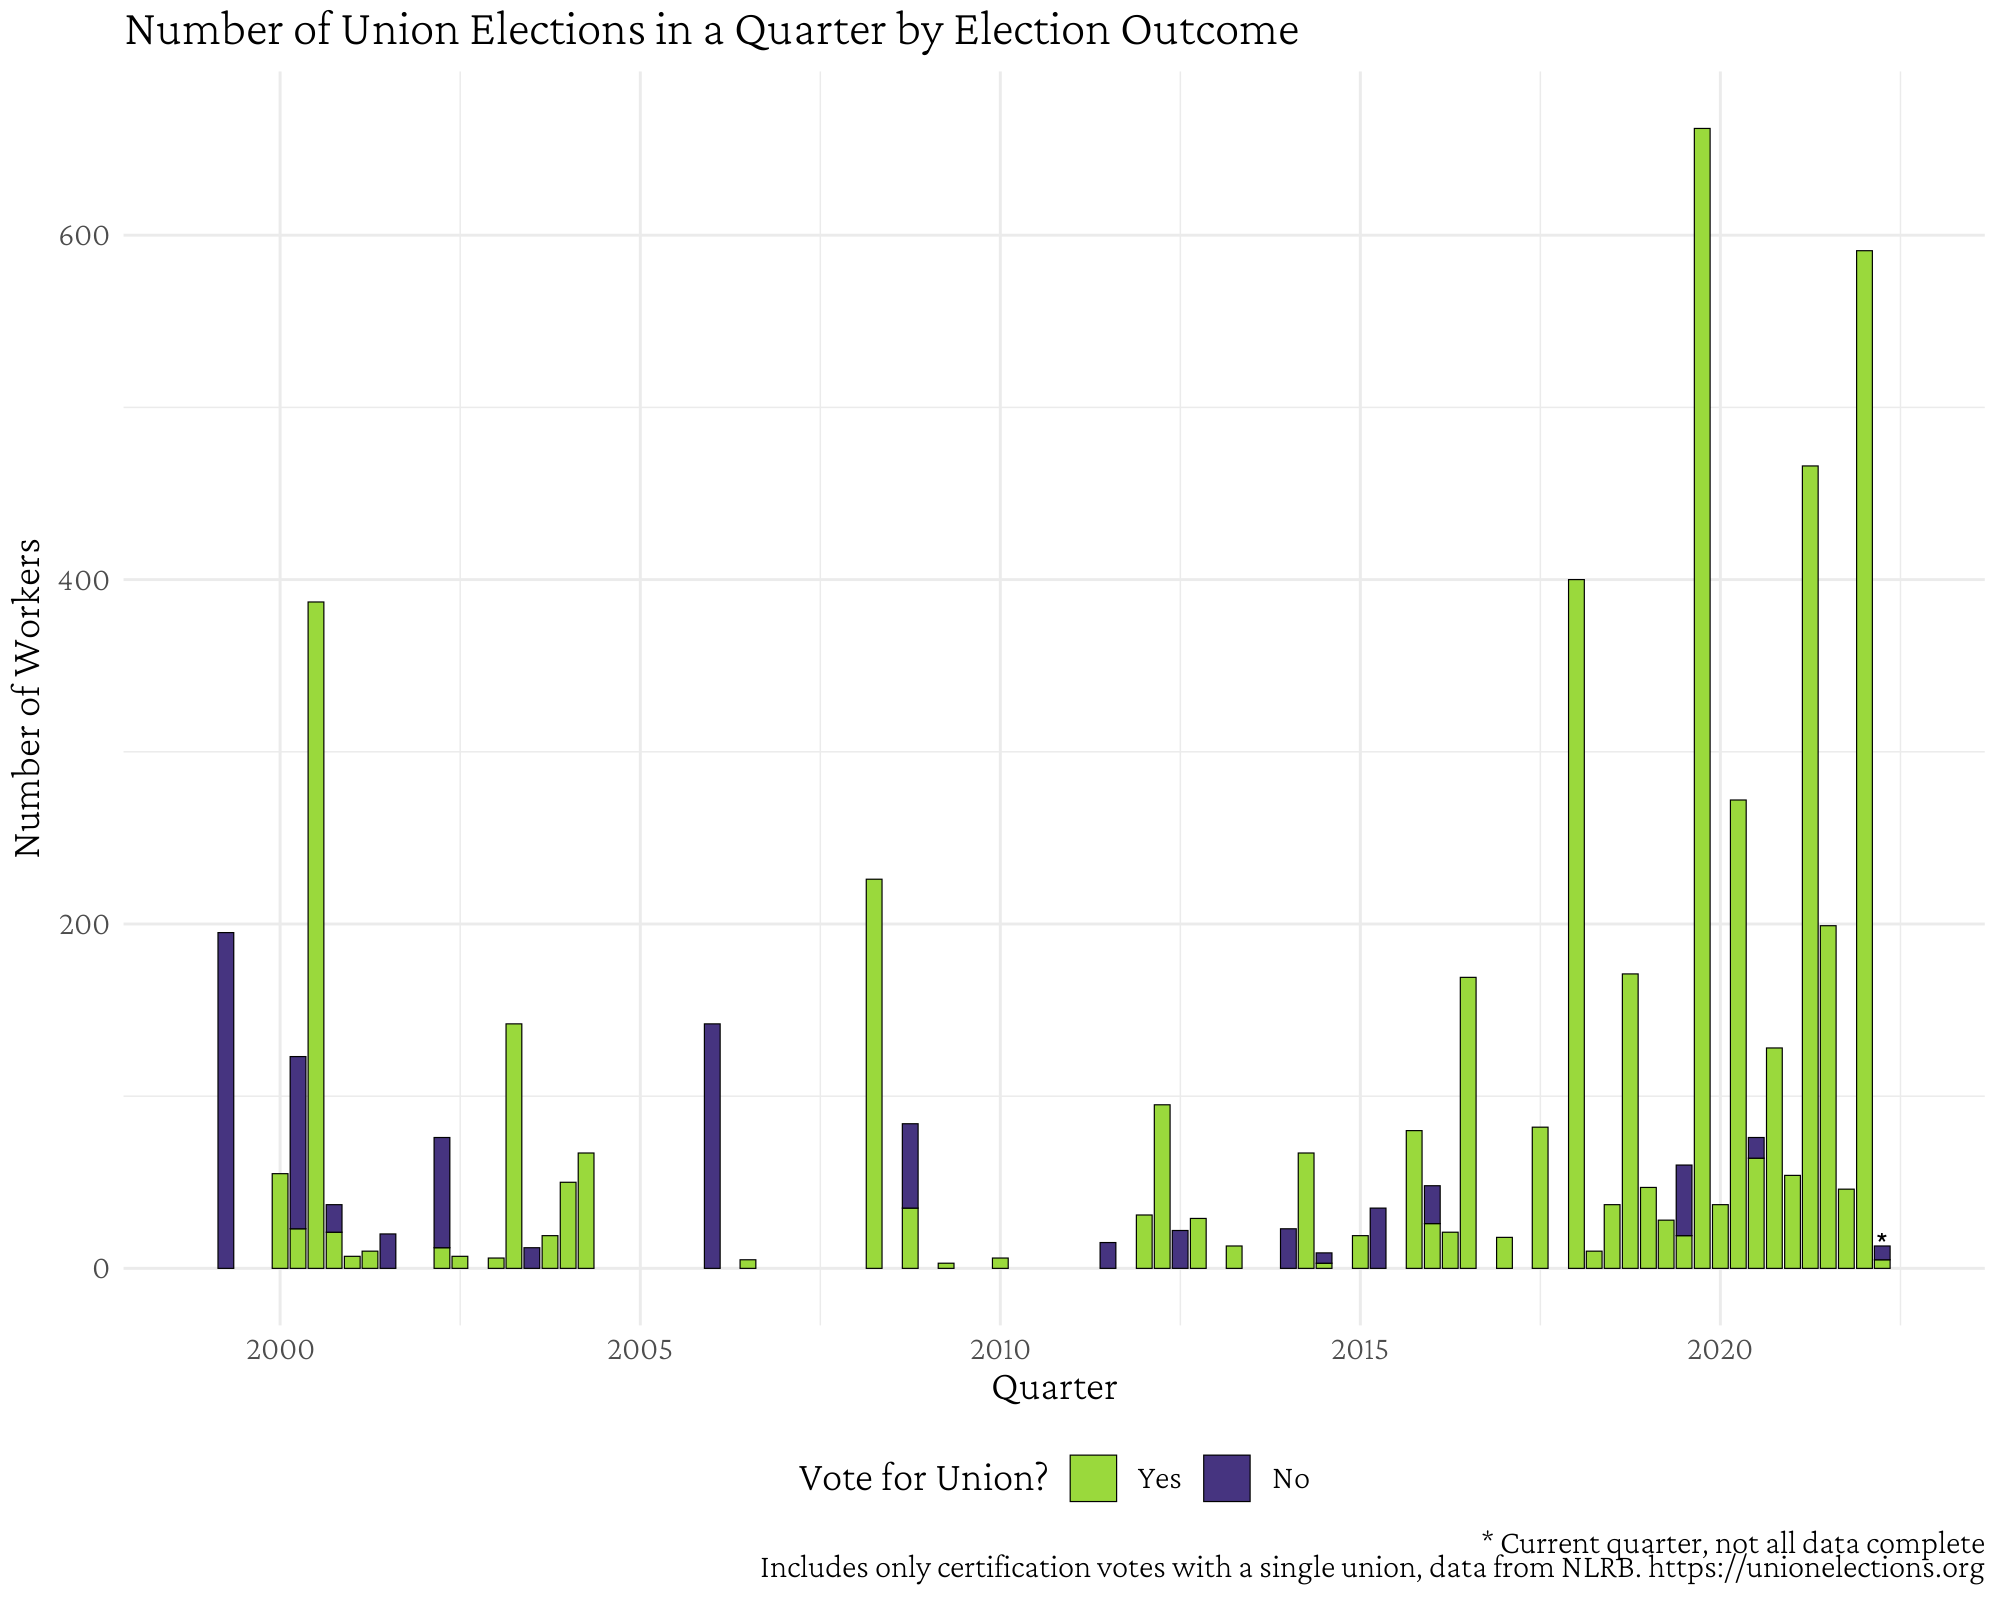 Number of Union Elections in a Quarter by Election Outcome
Number of Workers
600
400
200
0
*
2000 2005 2010 2015 2020
Quarter
Vote for Union? Yes No
* Current quarter, not all data complete
Includes only certification votes with a single union, data from NLRB. https://unionelections.org